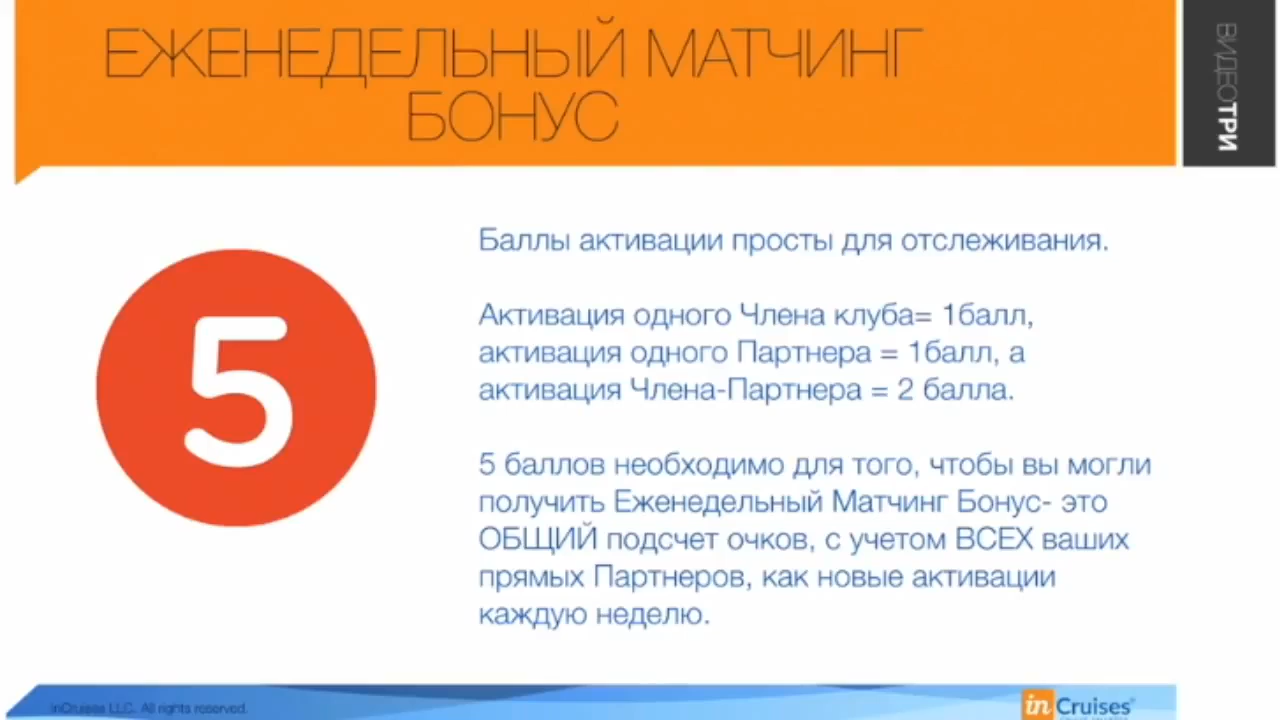 ЕЖЕНЕДЕЛЬНЫЙ МАТЧИНГ
БОНУС
ВИДЕОТРИ
5
Баллы активации просты для отслеживания.
Активация одного Члена клуба= 1балл,
активация одного Партнера = 1балл, а
активация Члена-Партнера = 2 балла.
5 баллов необходимо для того, чтобы вы могли
получить Еженедельный Матчинг Бонус- это
ОБЩИЙ подсчет очков, с учетом ВСЕХ ваших
прямых Партнеров, как новые активации
каждую неделю.
inCruises LLC. All rights reserved.
inCruises®